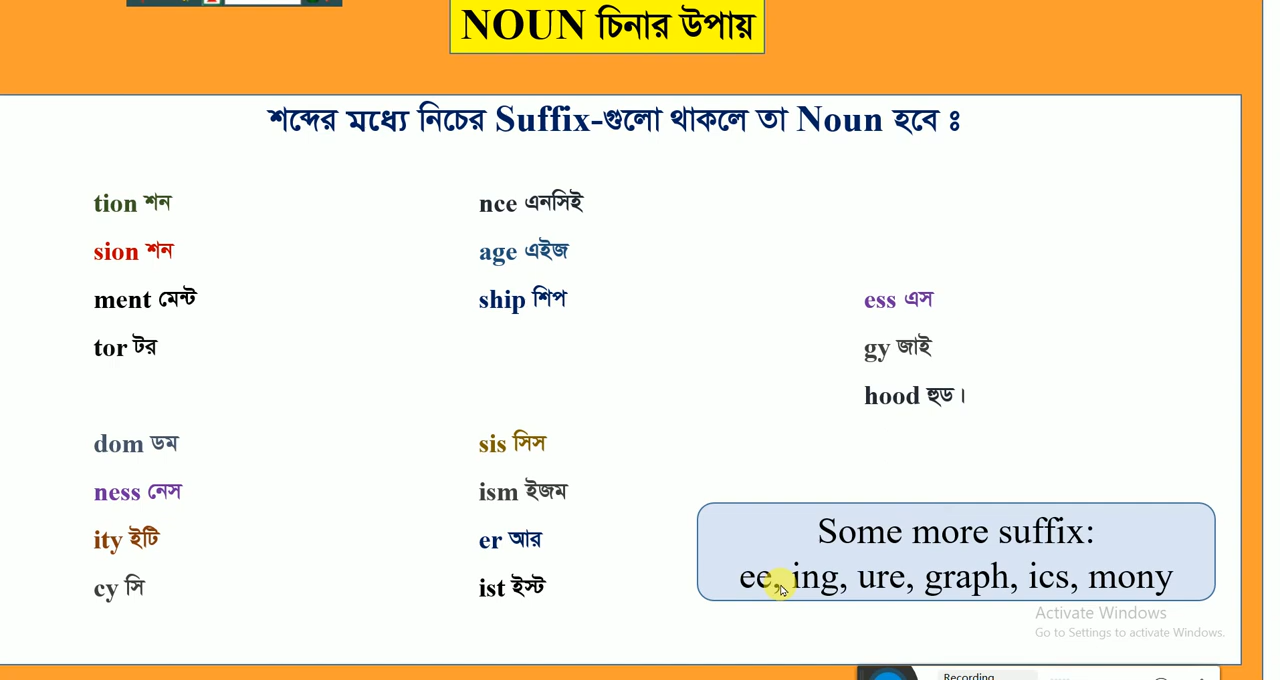 NOUN চিনার উপায়
শব্দের মধ্যে নিচের Suffix-গুলো থাকলে তা Noun হবে ঃ
tion শন
sion শন
ment মেন্ট
tor টর
dom ডম
ness নেস
ity ইটি
cy সি
nce এনসিই
age এইজ
ship শিপ
sis সিস
ism ইজম
er আর
ist ইস্ট
ess এস
gy জাই
hood হুড।
Some more suffix:
ee, ing, ure, graph, ics, mony
Activate Windows
Go to Settings to activate Windows.
Recording